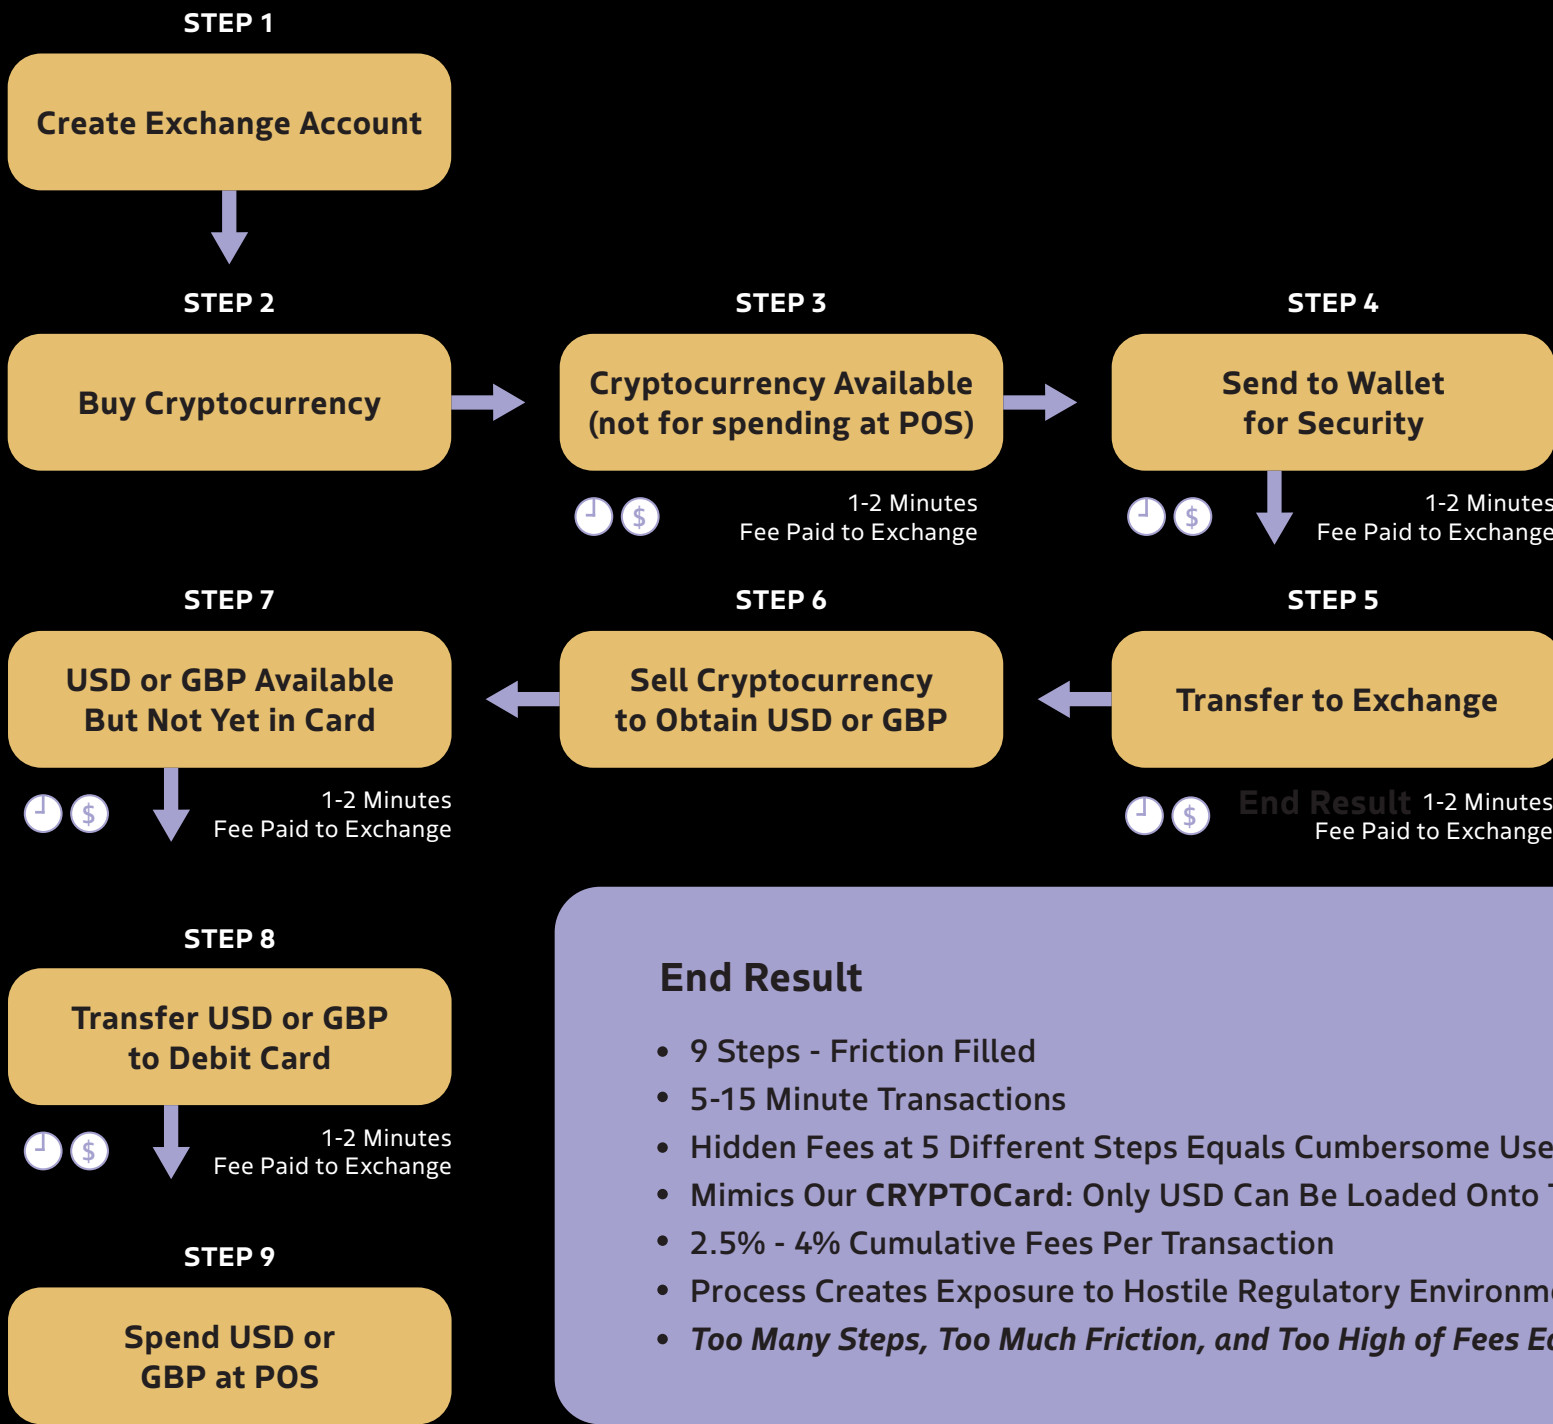 STEP 1
Create Exchange Account
STEP 2
Buy Cryptocurrency
STEP 3
Cryptocurrency Available
(not for spending at POS)
1-2 Minutes
Fee Paid to Exchange
STEP 4
Send to Wallet
for Security
1-2 Minutes
Fee Paid to Exchange
STEP 5
Transfer to Exchange
End Result
1-2 Minutes
Fee Paid to Exchange
STEP 6
Sell Cryptocurrency
to Obtain USD or GBP
STEP 7
USD or GBP Available
But Not Yet in Card
1-2 Minutes
Fee Paid to Exchange
STEP 8
Transfer USD or GBP
to Debit Card
1-2 Minutes
Fee Paid to Exchange
STEP 9
Spend USD or
GBP at POS
End Result
• 9 Steps - Friction Filled
• 5-15 Minute Transactions
• Hidden Fees at 5 Different Steps Equals Cumbersome Use
• Mimics Our CRYPTOCard: Only USD Can Be Loaded Onto
• 2.5% - 4% Cumulative Fees Per Transaction
• Process Creates Exposure to Hostile Regulatory
• Too Many Steps, Too Much Friction, and Too High of Fees